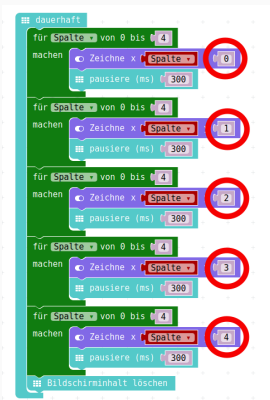 dauerhaft
für Spalte von 0 bis 4
machen Zeichne x Spalte 0
pausiere (ms) 300
für Spalte von 0 bis 4
machen Zeichne x Spalte 1
pausiere (ms) 300
für Spalte von 0 bis 4
machen Zeichne x Spalte 2
pausiere (ms) 300
für Spalte von 0 bis 4
machen Zeichne x Spalte 3
pausiere (ms) 300
für Spalte von 0 bis 4
machen Zeichne x Spalte 4
pausiere (ms) 300
Bildschirminhalt löschen